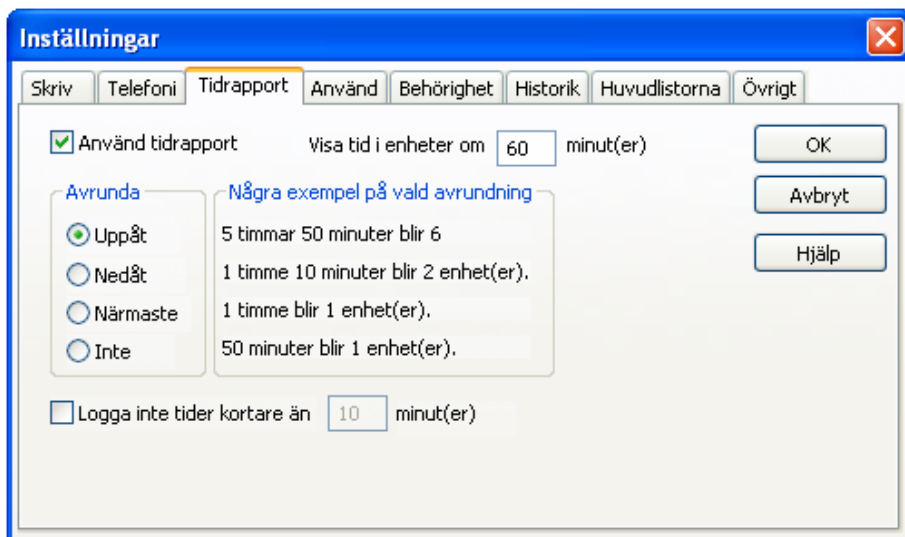 Inställningar
Skriv Telefoni Tidrapport Använd Behörighet Historik Huvudlistorna Övrigt
Använd tidrapport Visa tid i enheter om 60 minut(er)
OK
Avbryt
Hjälp
Avrunda
Uppåt
Nedåt
Närmaste
Inte
Några exempel på vald avrundning
5 timmar 50 minuter blir 6
1 timme 10 minuter blir 2 enhet(er).
1 timme blir 1 enhet(er).
50 minuter blir 1 enhet(er).
Logga inte tider kortare än 10 minut(er)